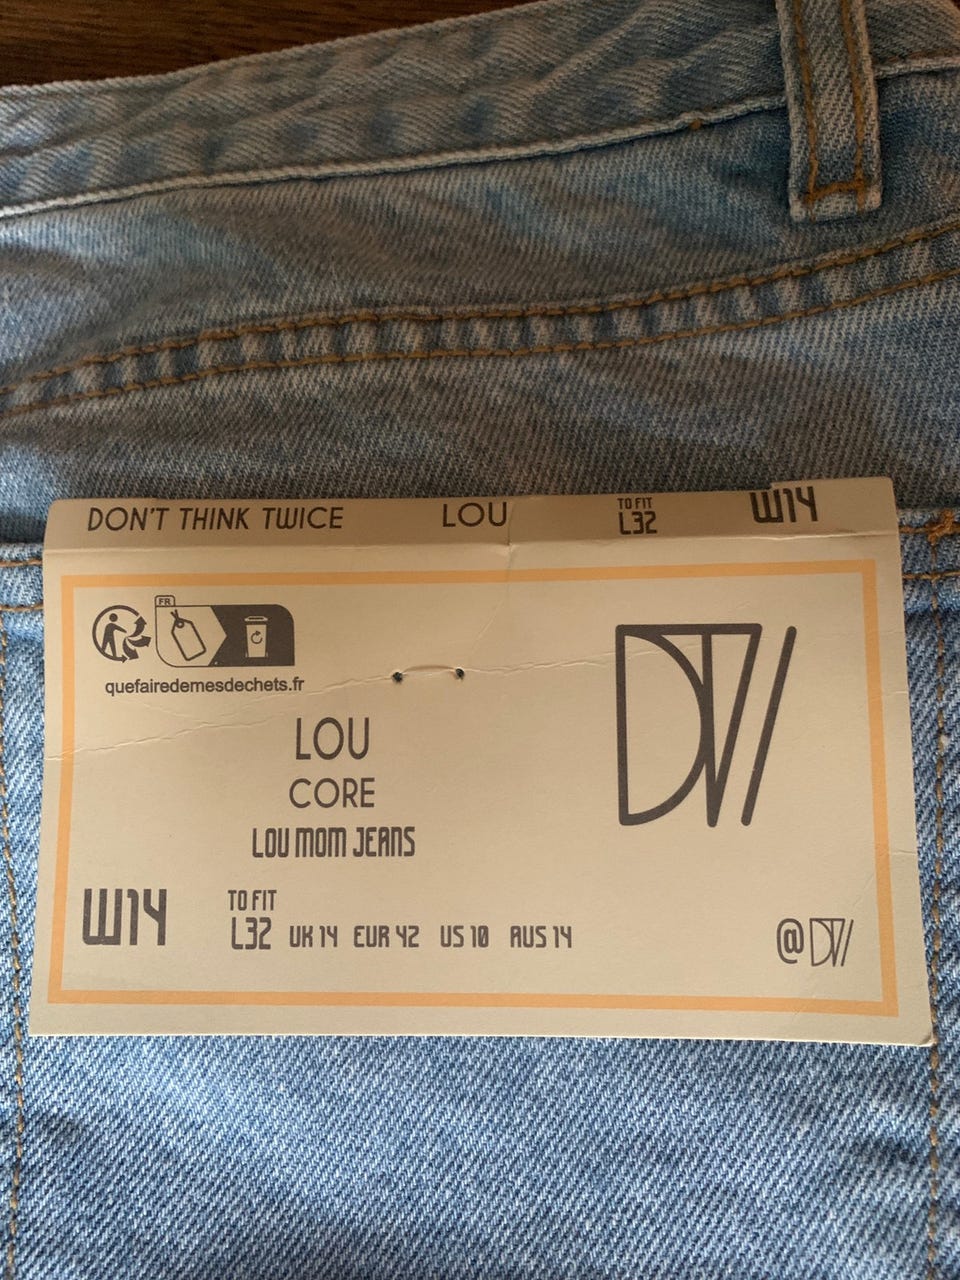 DON'T THINK TWICE LOU TO FIT L32 W14
FR
quefairedemesdechets.fr
LOU
CORE
LOU MOM JEANS
DTT
W14 TO FIT L32 UK 14 EUR 42 US 10 AUS 14
@DTT